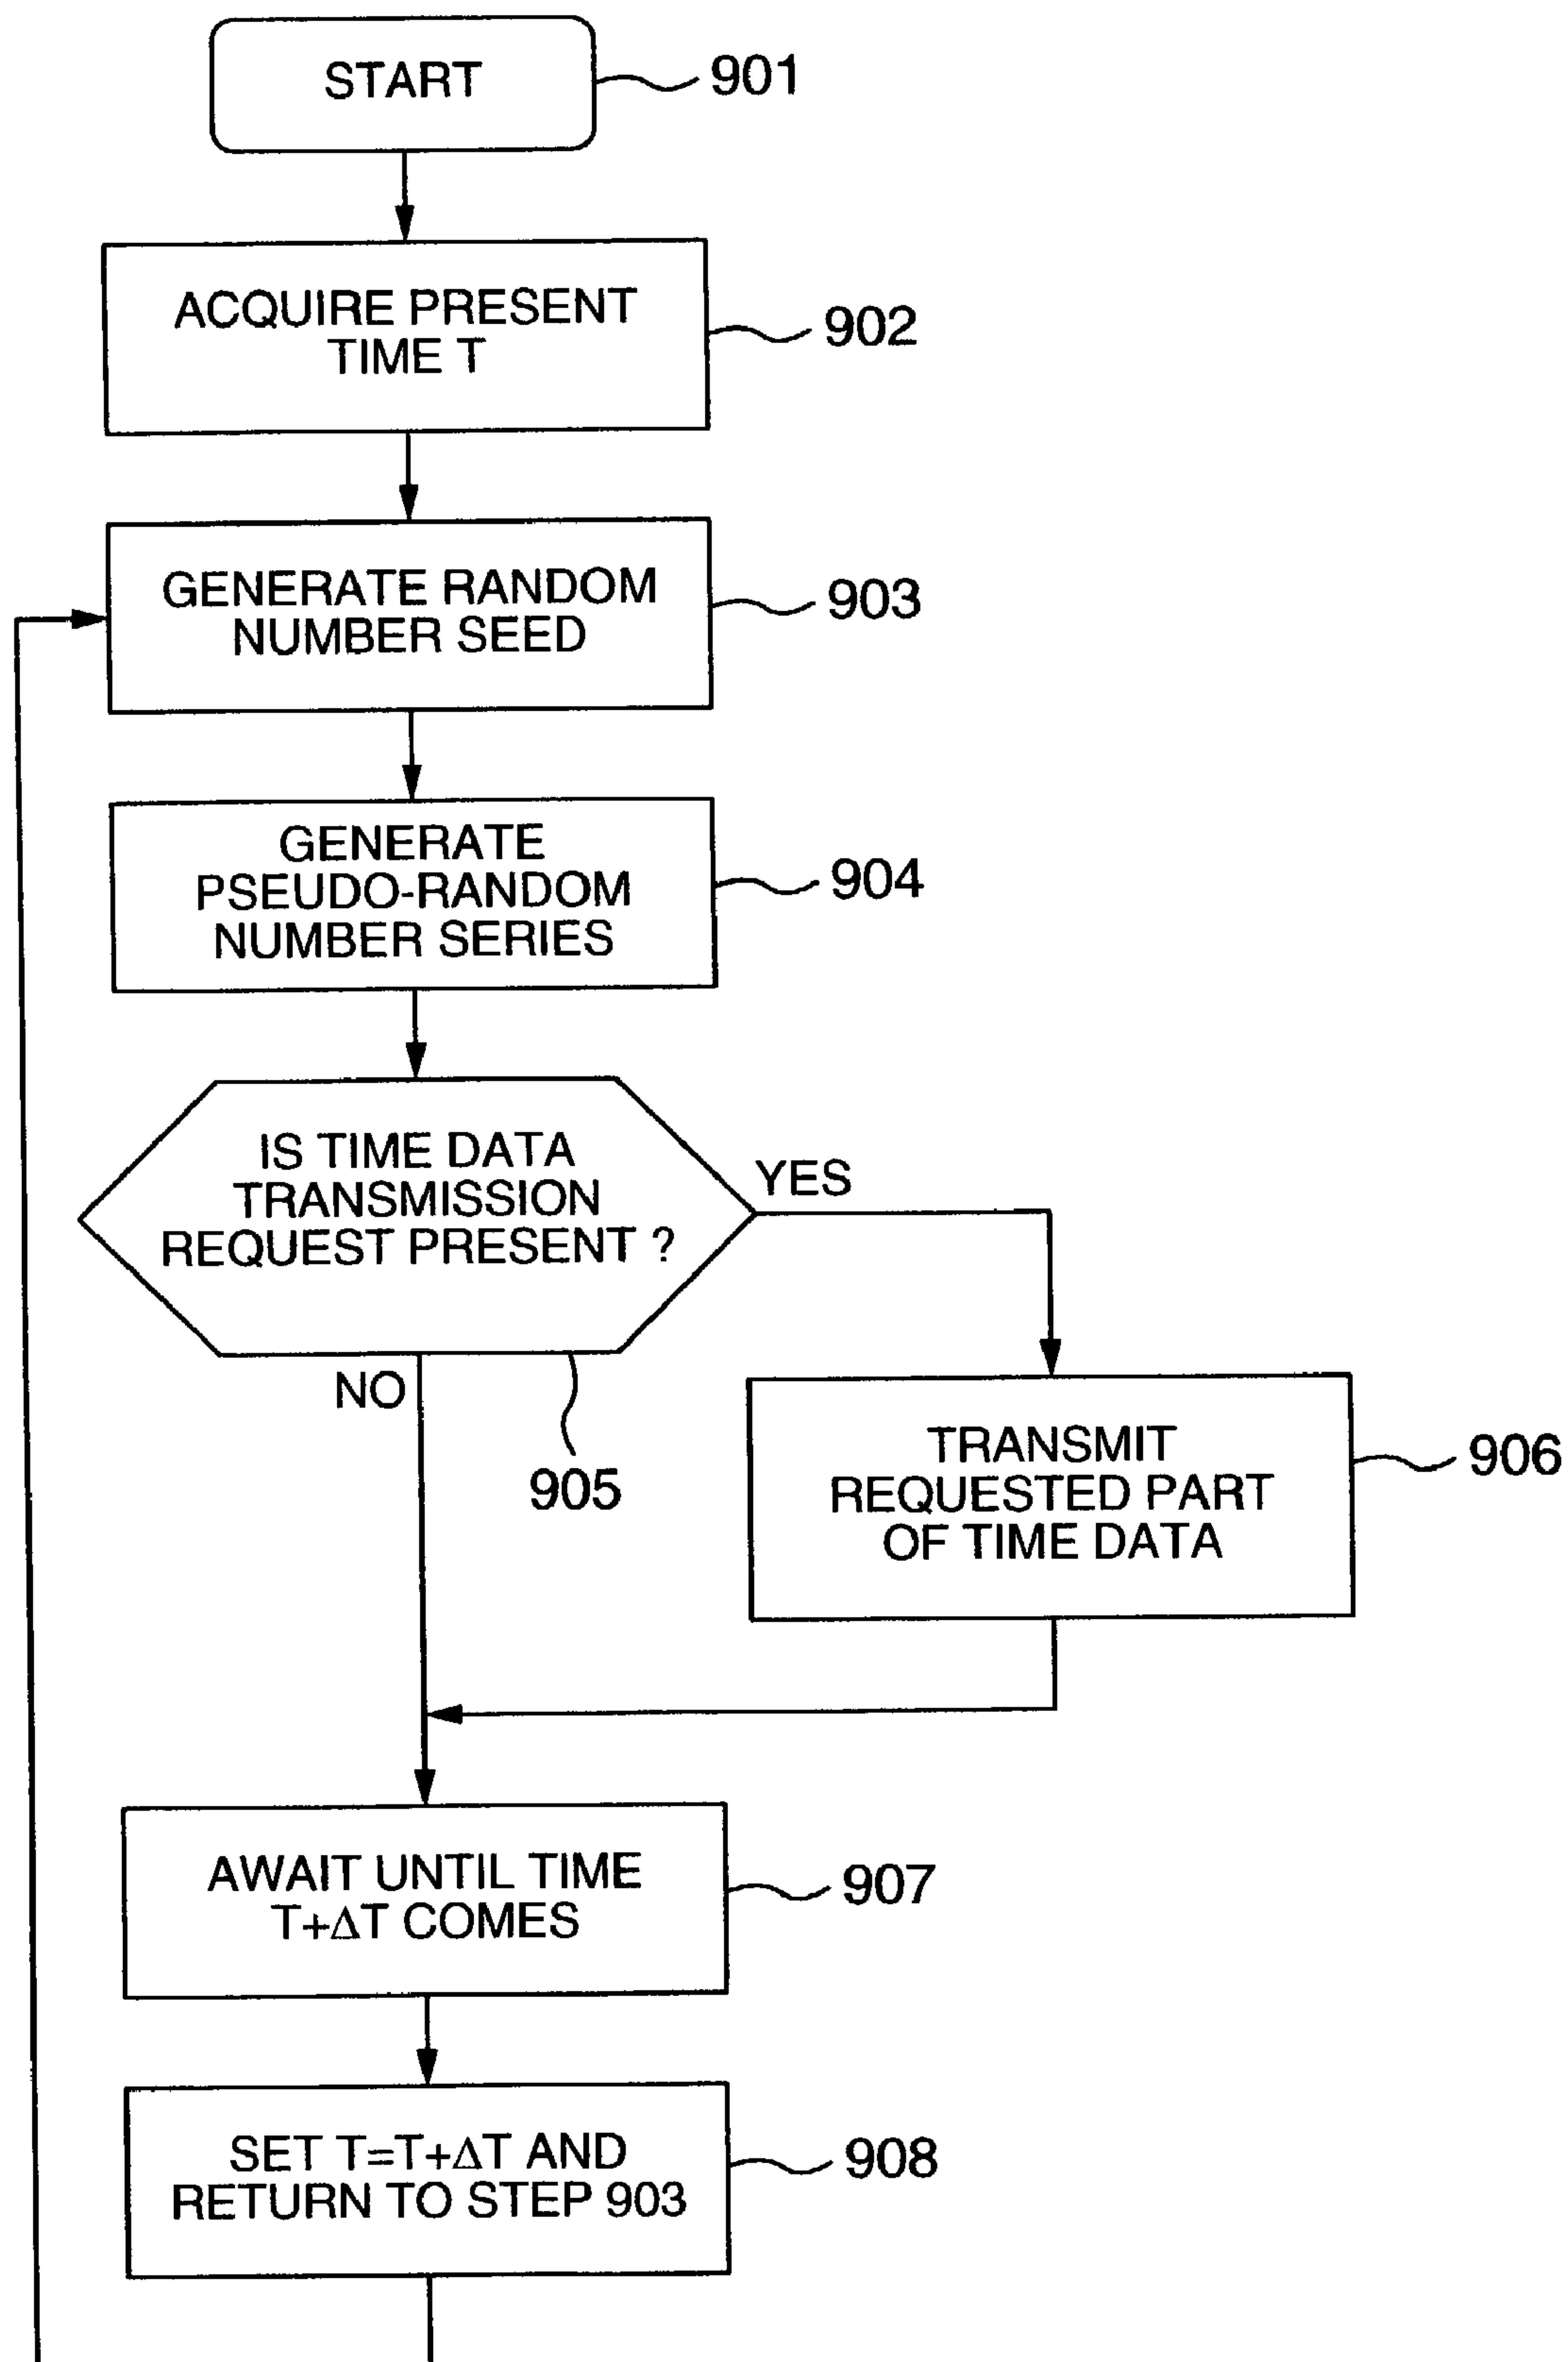 START
901
ACQUIRE PRESENT
TIME T
902
GENERATE RANDOM
NUMBER SEED
903
GENERATE
PSEUDO-RANDOM
NUMBER SERIES
904
IS TIME DATA
TRANSMISSION
REQUEST PRESENT ?
YES
NO
905
TRANSMIT
REQUESTED PART
OF TIME DATA
906
AWAIT UNTIL TIME
T+ΔT COMES
907
SET T=T+ΔT AND
RETURN TO STEP 903
908